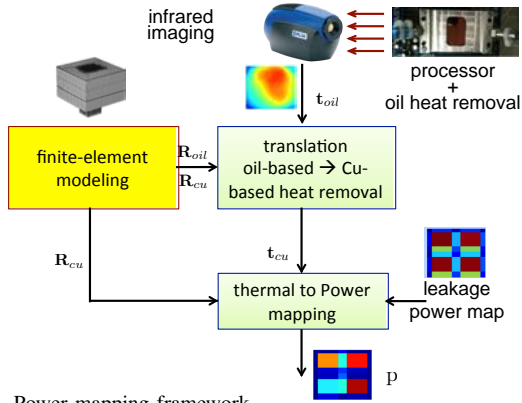 infrared
imaging
processor
+
oil heat removal
t_oil
finite-element
modeling
R_oil
R_cu
translation
oil-based → Cu-
based heat removal
R_cu
t_cu
thermal to Power
mapping
leakage
power map
p
Power mapping framework